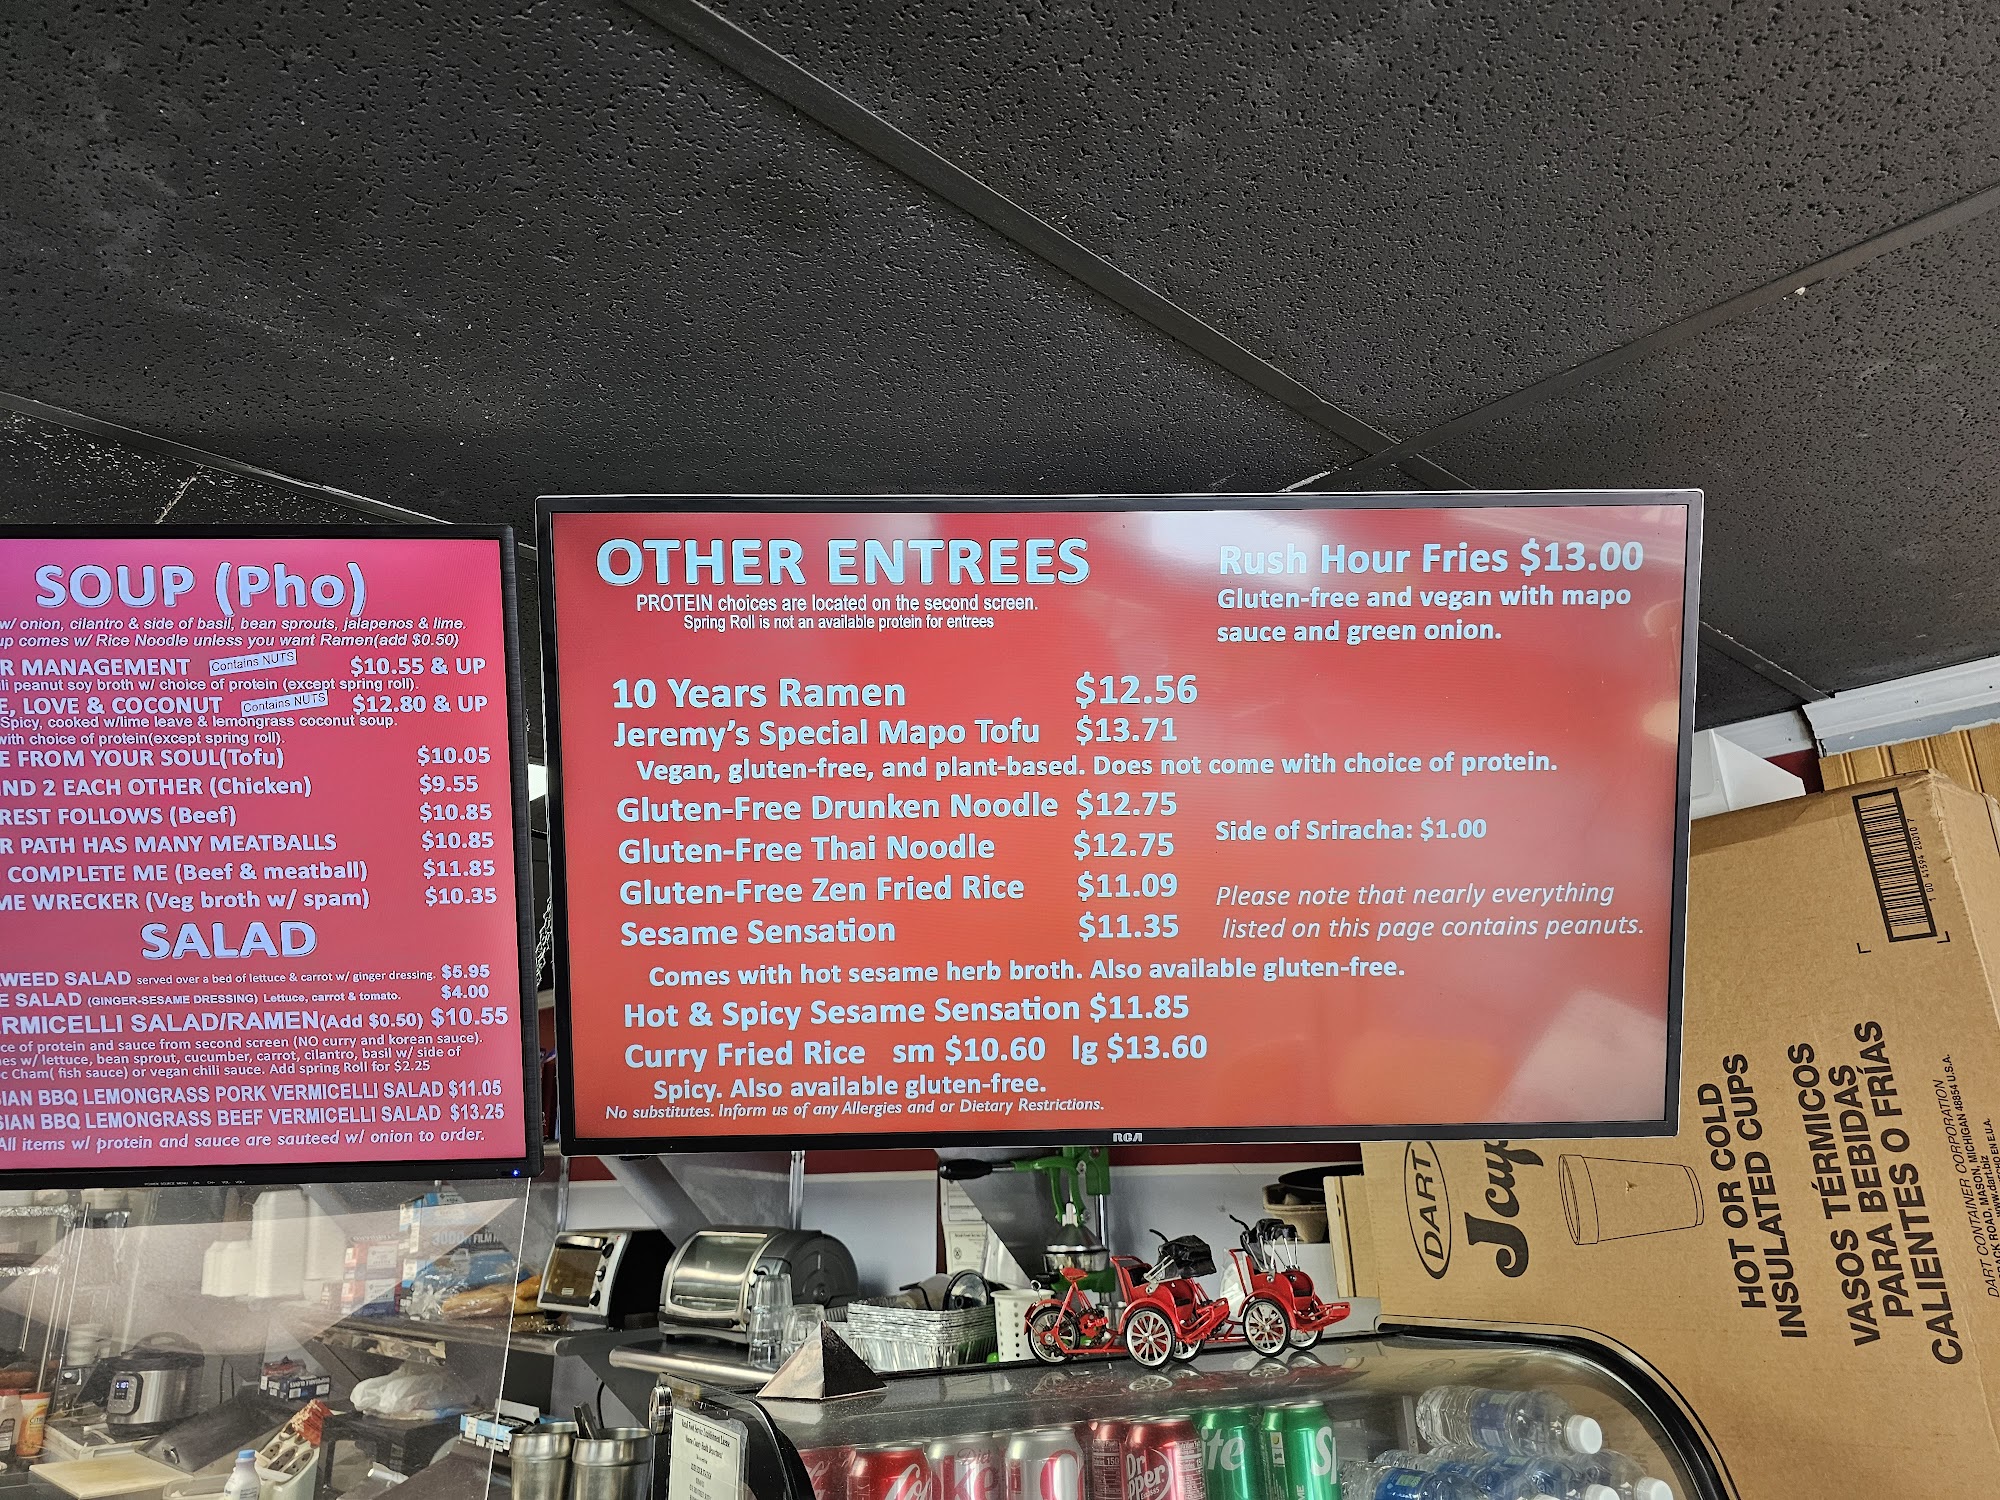 SOUP (Pho)
w/ onion, cilantro & side of basil, bean sprouts, jalapenos & lime.
up comes w/ Rice Noodle unless you want Ramen(add $0.50)
R MANAGEMENT Contains NUTS $10.55 & UP
ili peanut soy broth w/ choice of protein (except spring roll).
E, LOVE & COCONUT Contains NUTS $12.80 & UP
Spicy, cooked w/lime leave & lemongrass coconut soup.
with choice of protein(except spring roll).
E FROM YOUR SOUL(Tofu) $10.05
IND 2 EACH OTHER (Chicken) $9.55
REST FOLLOWS (Beef) $10.85
R PATH HAS MANY MEATBALLS $10.85
COMPLETE ME (Beef & meatball) $11.85
ME WRECKER (Veg broth w/ spam) $10.35
SALAD
WEED SALAD served over a bed of lettuce & carrot w/ ginger dressing. $5.95
E SALAD (GINGER-SESAME DRESSING) Lettuce, carrot & tomato. $4.00
RMICELLI SALAD/RAMEN(Add $0.50) $10.55
ce of protein and sauce from second screen (NO curry and korean sauce).
es w/ lettuce, bean sprout, cucumber, carrot, cilantro, basil w/ side of
c Cham( fish sauce) or vegan chili sauce. Add spring Roll for $2.25
IAN BBQ LEMONGRASS PORK VERMICELLI SALAD $11.05
SIAN BBQ LEMONGRASS BEEF VERMICELLI SALAD $13.25
All items w/ protein and sauce are sauteed w/ onion to order.
OTHER ENTREES
PROTEIN choices are located on the second screen.
Spring Roll is not an available protein for entrees
Rush Hour Fries $13.00
Gluten-free and vegan with mapo
sauce and green onion.
10 Years Ramen $12.56
Jeremy's Special Mapo Tofu $13.71
Vegan, gluten-free, and plant-based. Does not come with choice of protein.
Gluten-Free Drunken Noodle $12.75
Gluten-Free Thai Noodle $12.75
Gluten-Free Zen Fried Rice $11.09
Sesame Sensation $11.35
Comes with hot sesame herb broth. Also available gluten-free.
Hot & Spicy Sesame Sensation $11.85
Curry Fried Rice sm $10.60 lg $13.60
Spicy. Also available gluten-free.
No substitutes. Inform us of any Allergies and or Dietary Restrictions.
Side of Sriracha: $1.00
Please note that nearly everything
listed on this page contains peanuts.
RCA
DART
J cup
HOT OR COLD
INSULATED CUPS
VASOS TÉRMICOS
PARA BEBIDAS
PARA O FRÍAS
CALIENTES
DART CONTAINER CORPORATION
MASON, MICHIGAN 48854 U.S.A.
Dr
pper
ite
S